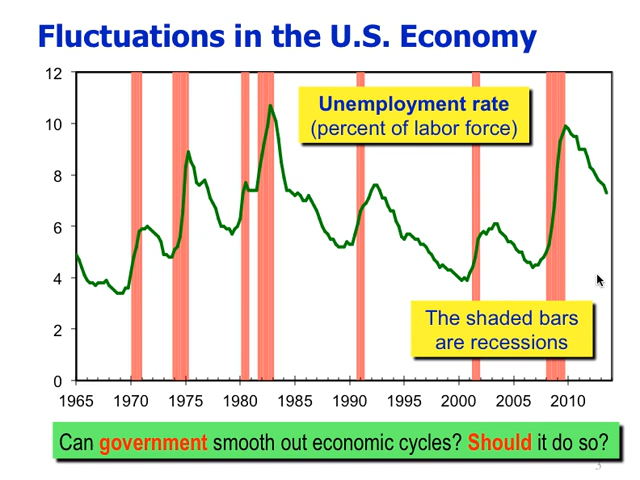 Fluctuations in the U.S. Economy
12
10
8
6
4
2
0
Unemployment rate
(percent of labor force)
The shaded bars
are recessions
1965 1970 1975 1980 1985 1990 1995 2000 2005 2010
Can government smooth out economic cycles? Should it do so?
3